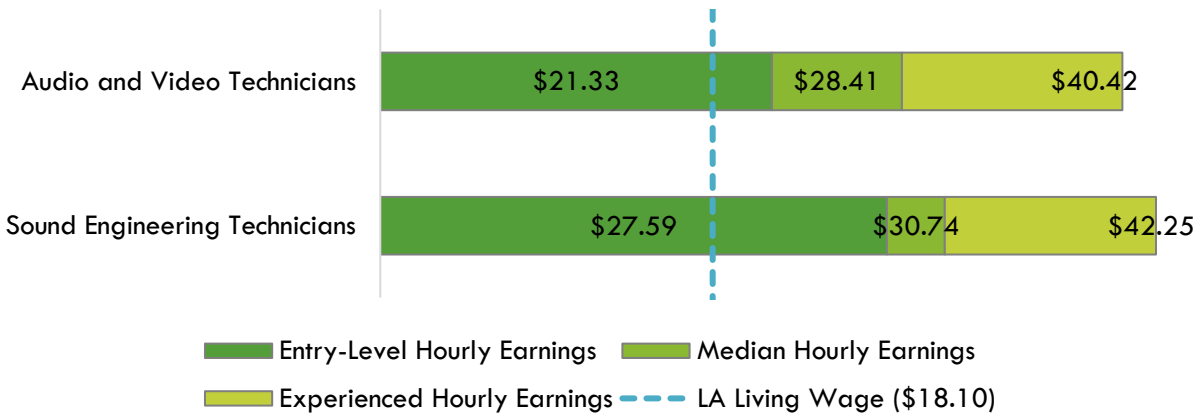 Audio and Video Technicians $21.33 $28.41 $40.42
Sound Engineering Technicians $27.59 $30.74 $42.25
Entry-Level Hourly Earnings Median Hourly Earnings
Experienced Hourly Earnings LA Living Wage ($18.10)